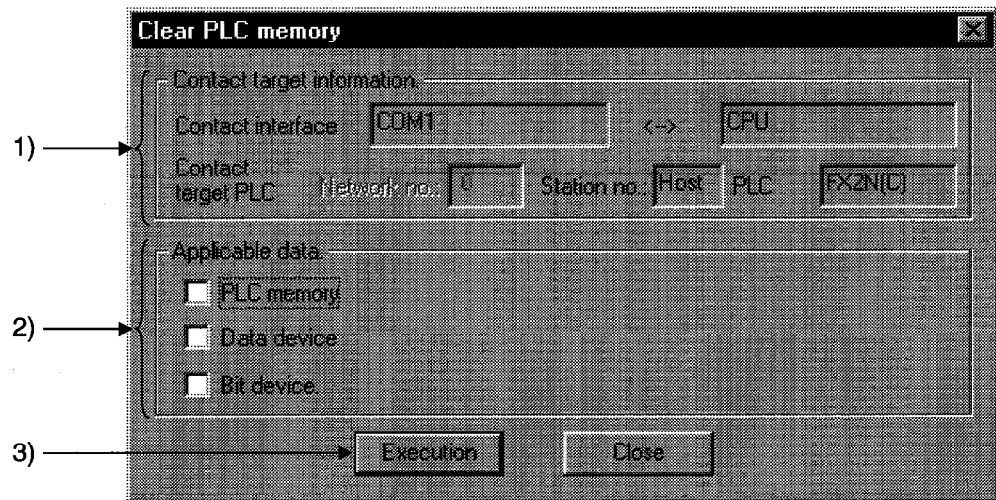 Clear PLC memory
1)
Contact target information
Contact interface COM1 <--> CPU
Contact target PLC Network no. 0 Station no. Host PLC FX2N(C)
2)
Applicable data
PLC memory
Data device
Bit device
3)
Execution Close